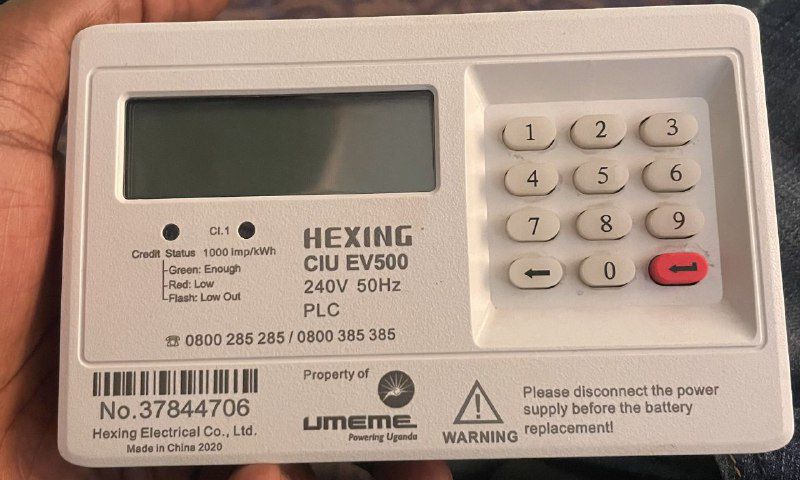 1 2 3
4 5 6
7 8 9
← 0 ↵
Cl.1
Credit Status 1000 Imp/kWh
Green: Enough
Red: Low
Flash: Low Out
HEXING
CIU EV500
240V 50Hz
PLC
☎ 0800 285 285 / 0800 385 385
No.37844706
Hexing Electrical Co., Ltd.
Made in China 2020
Property of
UMEME
Powering Uganda
WARNING
Please disconnect the power
supply before the battery
replacement!